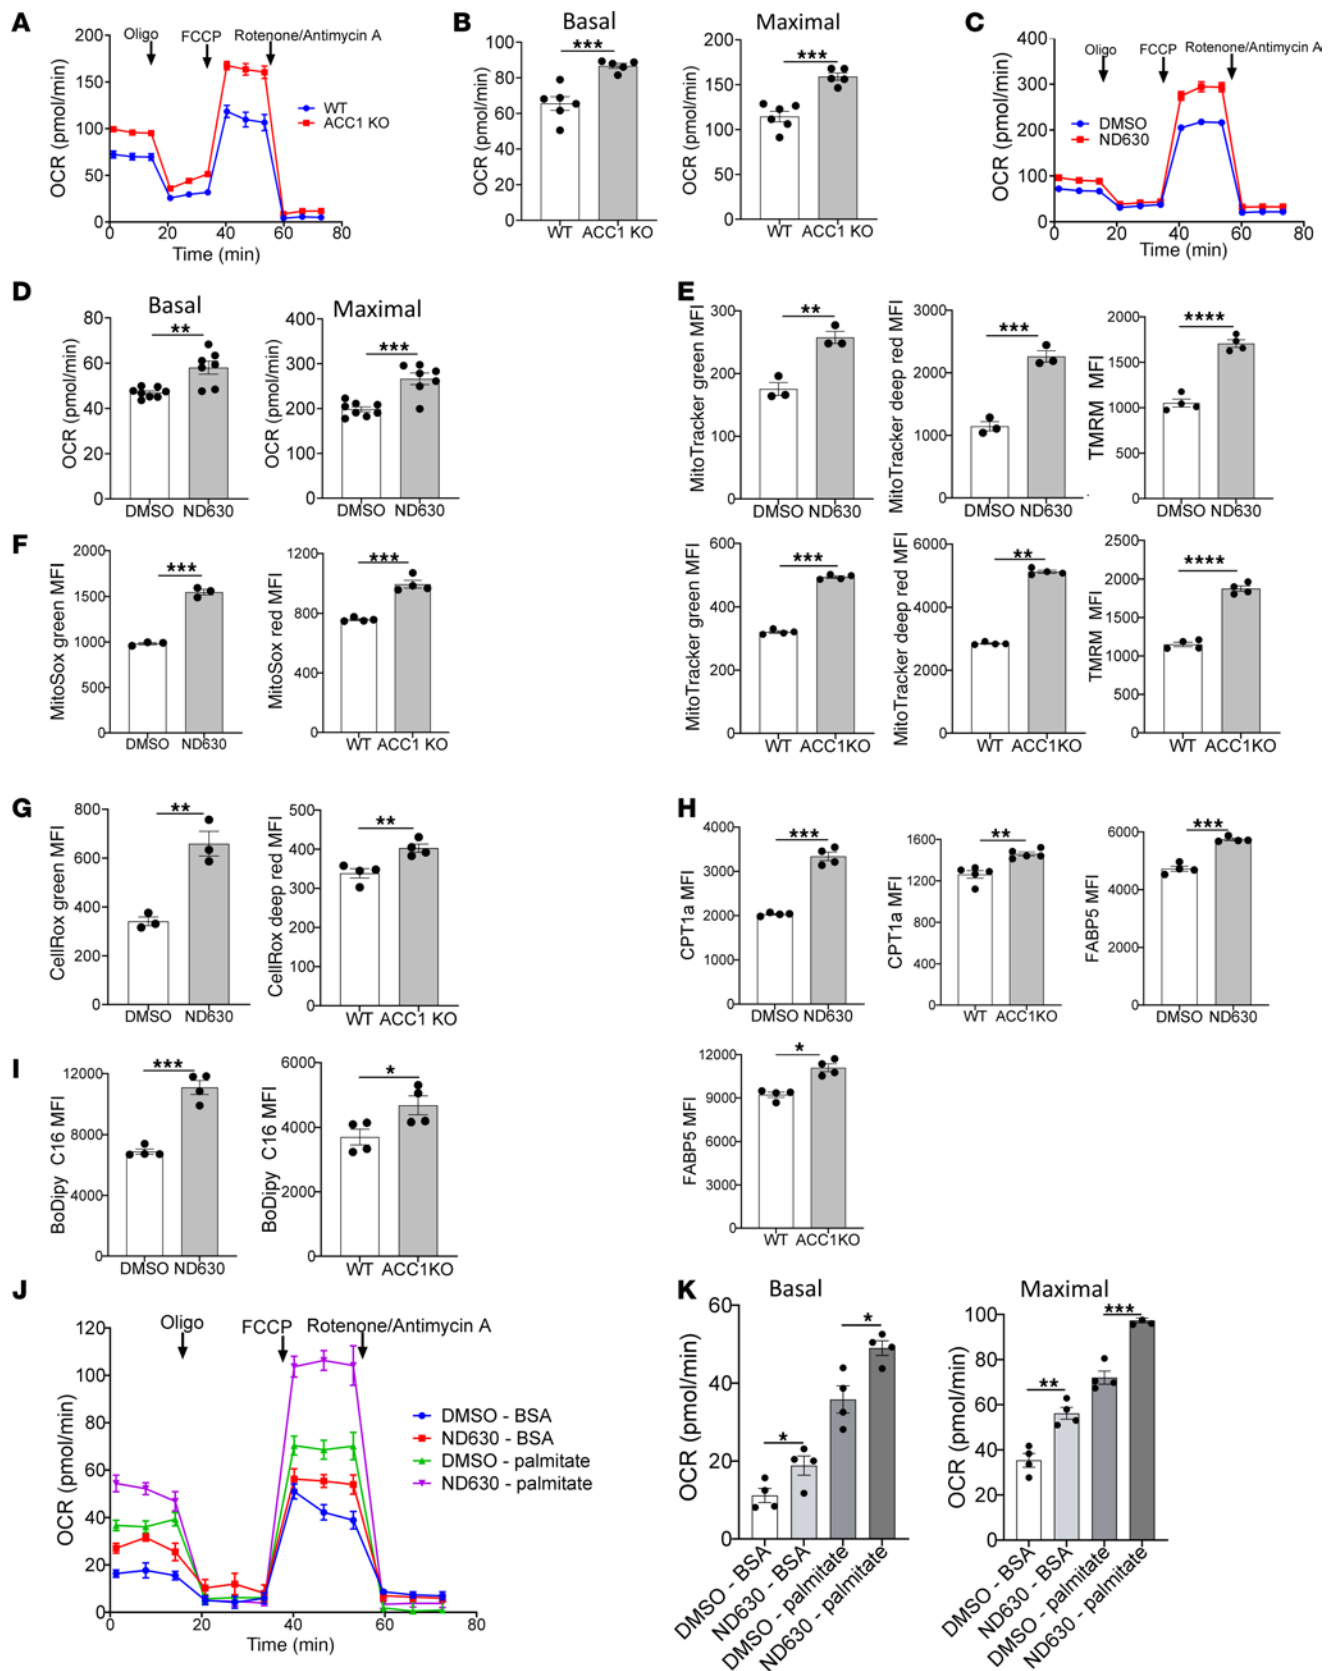 A
Oligo FCCP Rotenone/Antimycin A
OCR (pmol/min)
200
150
100
50
0
0 20 40 60 80
Time (min)
WT
ACC1 KO
B
Basal
***
OCR (pmol/min)
100
80
60
40
20
0
WT ACC1 KO
Maximal
***
OCR (pmol/min)
200
150
100
50
0
WT ACC1 KO
C
Oligo FCCP Rotenone/Antimycin A
OCR (pmol/min)
400
300
200
100
0
0 20 40 60 80
Time (min)
DMSO
ND630
D
Basal
**
OCR (pmol/min)
80
60
40
20
0
DMSO ND630
Maximal
***
OCR (pmol/min)
400
300
200
100
0
DMSO ND630
E
**
MitoTracker green MFI
300
200
100
0
DMSO ND630
***
MitoTracker deep red MFI
3000
2000
1000
0
DMSO ND630
****
TMRM MFI
2000
1500
1000
500
0
DMSO ND630
***
MitoTracker green MFI
600
400
200
0
WT ACC1KO
**
MitoTracker deep red MFI
6000
4000
2000
0
WT ACC1KO
****
TMRM MFI
2500
2000
1500
1000
500
0
WT ACC1KO
F
***
MitoSox green MFI
2000
1500
1000
500
0
DMSO ND630
***
MitoSox red MFI
1200
800
400
0
WT ACC1 KO
G
**
CellRox green MFI
800
600
400
200
0
DMSO ND630
**
CellRox deep red MFI
500
400
300
200
100
0
WT ACC1 KO
H
***
CPT1a MFI
4000
3000
2000
1000
0
DMSO ND630
**
CPT1a MFI
1600
1200
800
400
0
WT ACC1KO
***
FABP5 MFI
6000
4000
2000
0
DMSO ND630
*
FABP5 MFI
12000
9000
6000
3000
0
WT ACC1KO
I
***
BoDipy C16 MFI
12000
8000
4000
0
DMSO ND630
*
BoDipy C16 MFI
6000
4000
2000
0
WT ACC1KO
J
Oligo FCCP Rotenone/Antimycin A
OCR (pmol/min)
120
100
80
60
40
20
0
0 20 40 60 80
Time (min)
DMSO - BSA
ND630 - BSA
DMSO - palmitate
ND630 - palmitate
K
Basal
*
*
OCR (pmol/min)
60
40
20
0
DMSO - BSA
ND630 - BSA
DMSO - palmitate
ND630 - palmitate
Maximal
**
***
OCR (pmol/min)
100
80
60
40
20
0
DMSO - BSA
ND630 - BSA
DMSO - palmitate
ND630 - palmitate